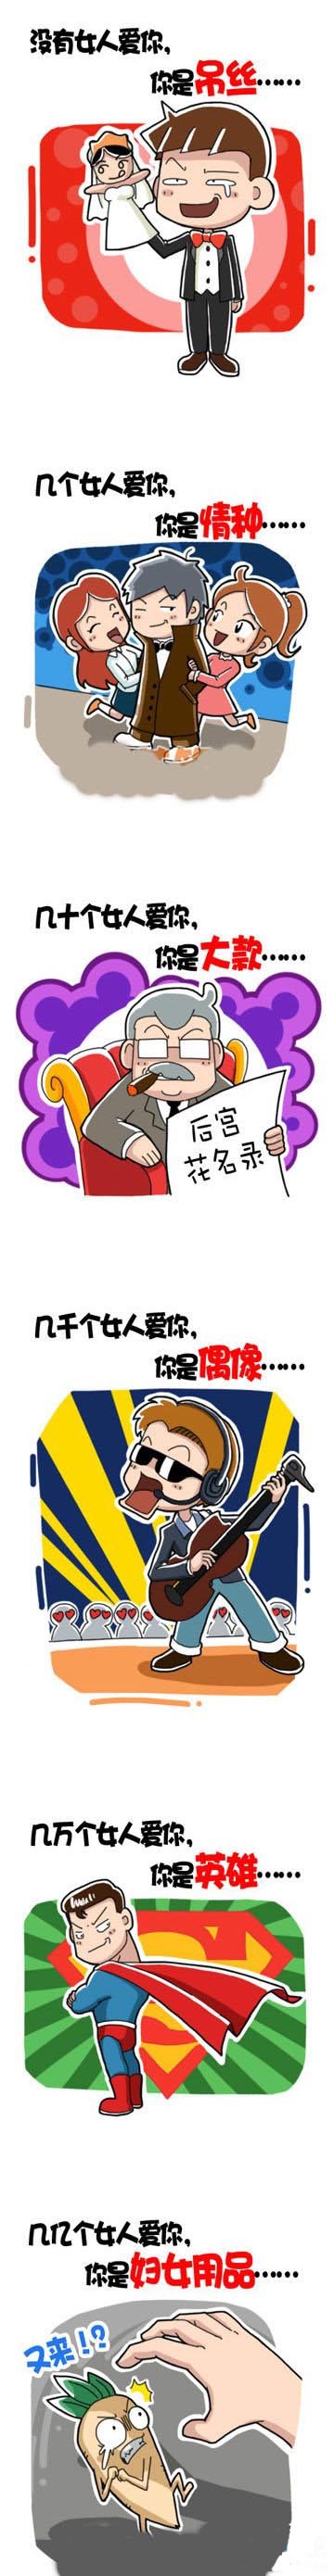 没有女人爱你,
你是吊丝……
几个女人爱你,
你是情种……
几十个女人爱你,
你是大款……
后宫
花名录
几千个女人爱你,
你是偶像……
几万个女人爱你,
你是英雄……
几亿个女人爱你,
你是妇女用品……
又来!?